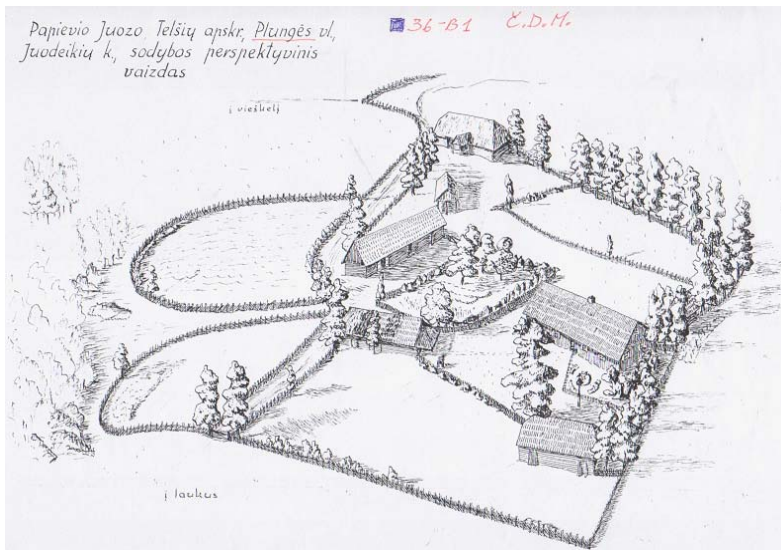 Papievio Juozo Telšių apskr., Plungės vl.,
Juodeikių k., sodybos perspektyvinis
vaizdas
36-B1 Č.D.M.
į vieškelį
į laukus